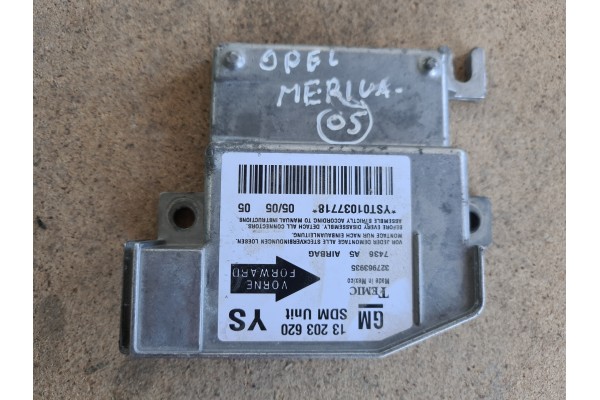 OPEL
MERIVA
05
GM
13 203 620
SDM Unit
YS
TEMIC
Made in Mexico
327963935
7436 A5 AIRBAG
VORNE
FORWARD
VOR JEDER DEMONTAGE ALLE STECKVERBINDUNGEN LOESEN.
MONTAGE NUR NACH EINBAUANLEITUNG.
BEFORE EVERY DISASSEMBLY, DETACH ALL CONNECTORS.
ASSEMBLE STRICTLY ACCORDING TO MANUAL INSTRUCTIONS
*YST01037718* 05/05 05